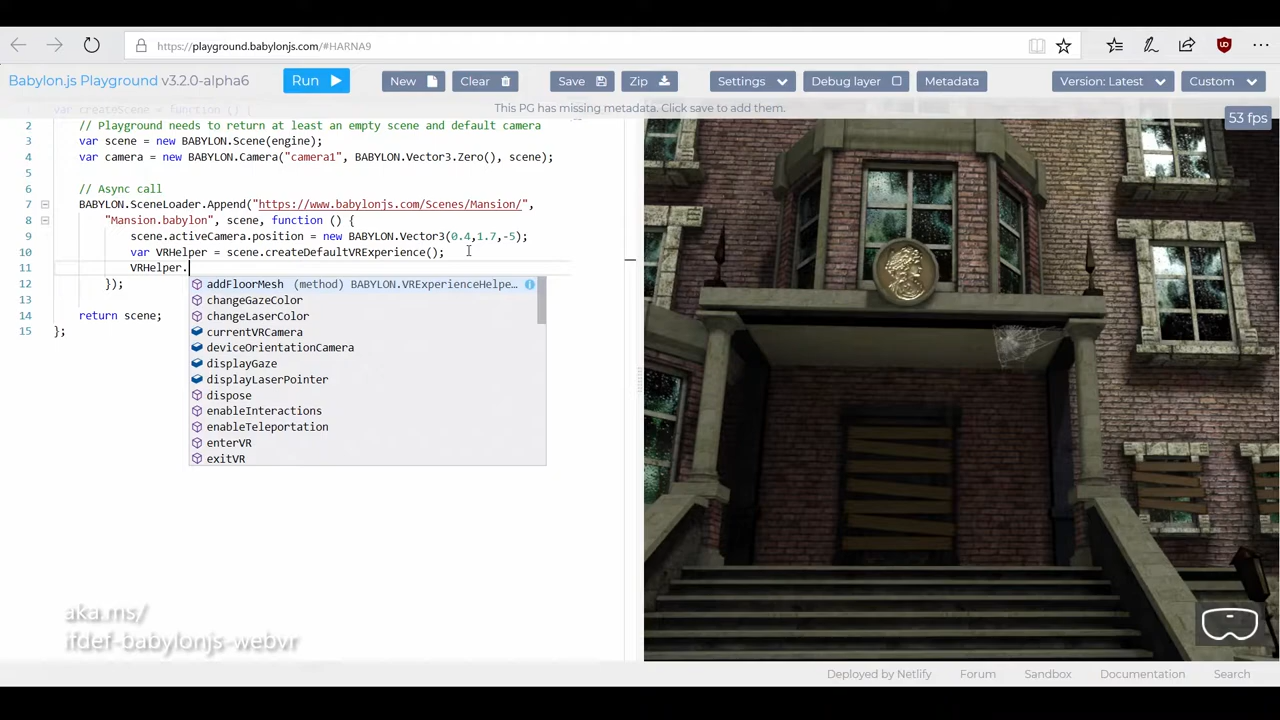 https://playground.babylonjs.com/#HARNA9
Babylon.js Playground v3.2.0-alpha6
Run
New
Clear
Save
Zip
Settings
Debug layer
Metadata
Version: Latest
Custom
This PG has missing metadata. Click save to add them.
53 fps
1 var createScene = function () {
2 // Playground needs to return at least an empty scene and default camera
3 var scene = new BABYLON.Scene(engine);
4 var camera = new BABYLON.Camera("camera1", BABYLON.Vector3.Zero(), scene);
5
6 // Async call
7 BABYLON.SceneLoader.Append("https://www.babylonjs.com/Scenes/Mansion/",
8 "Mansion.babylon", scene, function () {
9 scene.activeCamera.position = new BABYLON.Vector3(0.4,1.7,-5);
10 var VRHelper = scene.createDefaultVRExperience();
11 VRHelper.
12 });
13
14 return scene;
15 };
addFloorMesh (method) BABYLON.VRExperienceHelpe...
changeGazeColor
changeLaserColor
currentVRCamera
deviceOrientationCamera
displayGaze
displayLaserPointer
dispose
enableInteractions
enableTeleportation
enterVR
exitVR
aka.ms/
ifdef-babylonjs-webvr
Deployed by Netlify
Forum
Sandbox
Documentation
Search